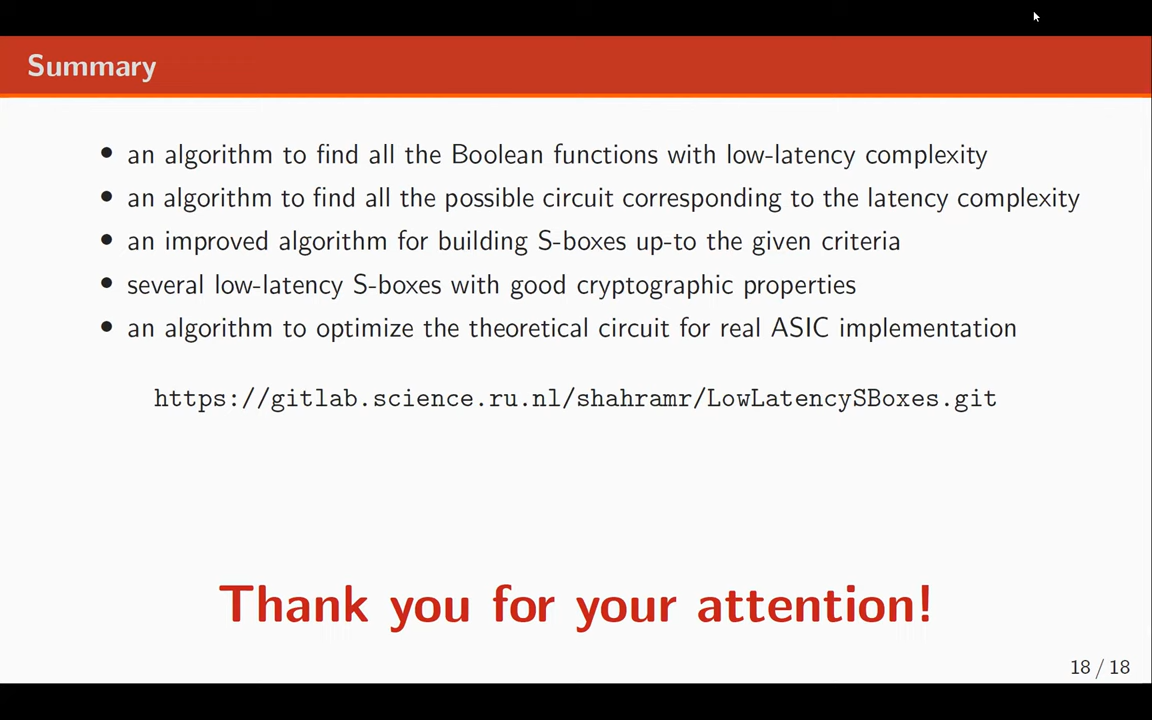 Summary
• an algorithm to find all the Boolean functions with low-latency complexity
• an algorithm to find all the possible circuit corresponding to the latency complexity
• an improved algorithm for building S-boxes up-to the given criteria
• several low-latency S-boxes with good cryptographic properties
• an algorithm to optimize the theoretical circuit for real ASIC implementation
https://gitlab.science.ru.nl/shahramr/LowLatencySBoxes.git
Thank you for your attention!
18 / 18